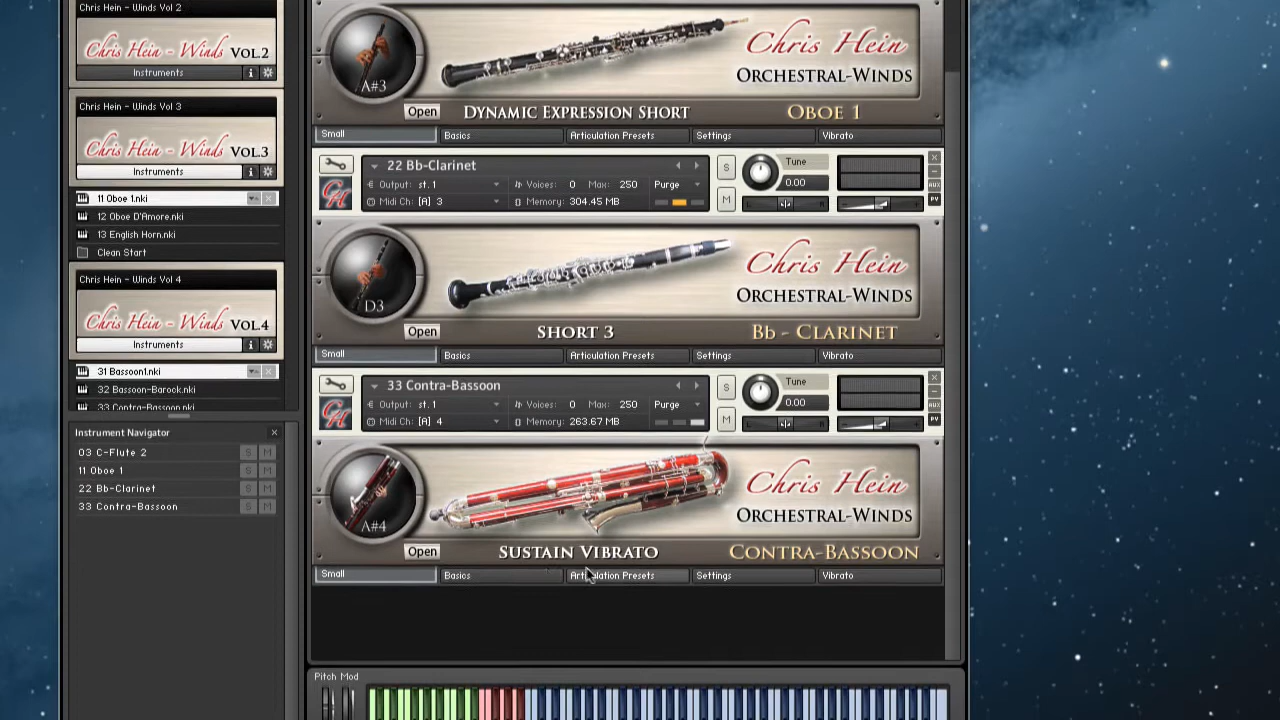 Chris Hein - Winds Vol 2
Chris Hein - Winds VOL.2
Instruments
Chris Hein - Winds Vol 3
Chris Hein - Winds VOL.3
Instruments
11 Oboe 1.nki
12 Oboe D'Amore.nki
13 English Horn.nki
Clean Start
Chris Hein - Winds Vol 4
Chris Hein - Winds VOL.4
Instruments
31 Bassoon1.nki
32 Bassoon-Barock.nki
33 Contra-Bassoon.nki
Instrument Navigator
03 C-Flute 2 S M
11 Oboe 1 S M
22 Bb-Clarinet S M
33 Contra-Bassoon S M
A#3
Chris Hein
ORCHESTRAL-WINDS
Open DYNAMIC EXPRESSION SHORT OBOE 1
Small Basics Articulation Presets Settings Vibrato
22 Bb-Clarinet S Tune
Output: st. 1 Voices: 0 Max: 250 Purge 0.00 AUX
Midi Ch: [A] 3 Memory: 304.45 MB M L R PV
D3
Chris Hein
ORCHESTRAL-WINDS
Open SHORT 3 Bb - CLARINET
Small Basics Articulation Presets Settings Vibrato
33 Contra-Bassoon S Tune
Output: st. 1 Voices: 0 Max: 250 Purge 0.00 AUX
Midi Ch: [A] 4 Memory: 263.67 MB M L R PV
A#4
Chris Hein
ORCHESTRAL-WINDS
Open SUSTAIN VIBRATO CONTRA-BASSOON
Small Basics Articulation Presets Settings Vibrato
Pitch Mod